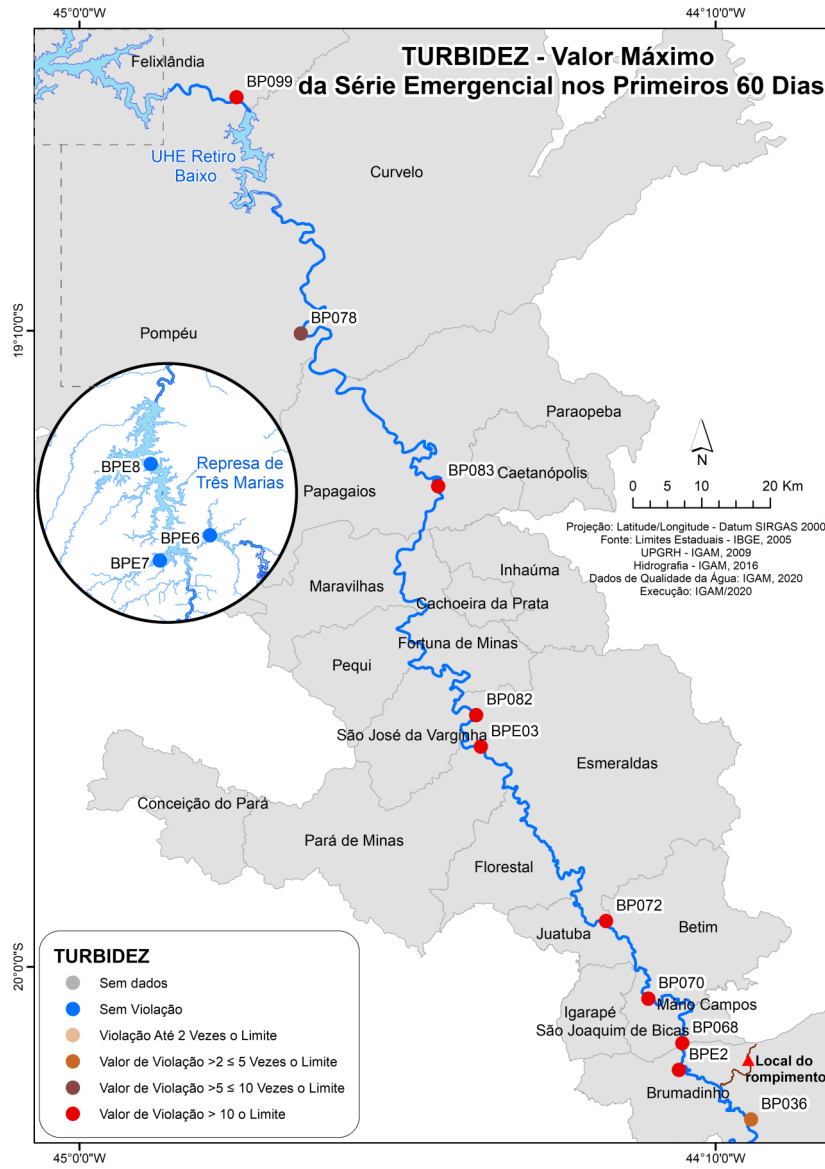 45°0'0"W
44°10'0"W
TURBIDEZ - Valor Máximo
da Série Emergencial nos Primeiros 60 Dias
Felixlândia
BP099
UHE Retiro
Baixo
Curvelo
BP078
19°10'0"S
Pompéu
Paraopeba
BPE8
Represa de
Três Marias
BP083
Caetanópolis
N
Papagaios
0 5 10 20 Km
BPE6
BPE7
Projeção: Latitude/Longitude - Datum SIRGAS 2000
Fonte: Limites Estaduais - IBGE, 2005
UPGRH - IGAM, 2009
Hidrografia - IGAM, 2016
Dados de Qualidade da Água: IGAM, 2020
Execução: IGAM/2020
Inhaúma
Maravilhas
Cachoeira da Prata
Fortuna de Minas
Pequi
BP082
São José da Varginha
BPE03
Esmeraldas
Conceição do Pará
Pará de Minas
Florestal
BP072
Juatuba
Betim
20°0'0"S
BP070
Mário Campos
Igarapé
São Joaquim de Bicas
BP068
BPE2
Local do
rompimento
Brumadinho
BP036
TURBIDEZ
Sem dados
Sem Violação
Violação Até 2 Vezes o Limite
Valor de Violação >2 ≤ 5 Vezes o Limite
Valor de Violação >5 ≤ 10 Vezes o Limite
Valor de Violação > 10 o Limite
45°0'0"W
44°10'0"W